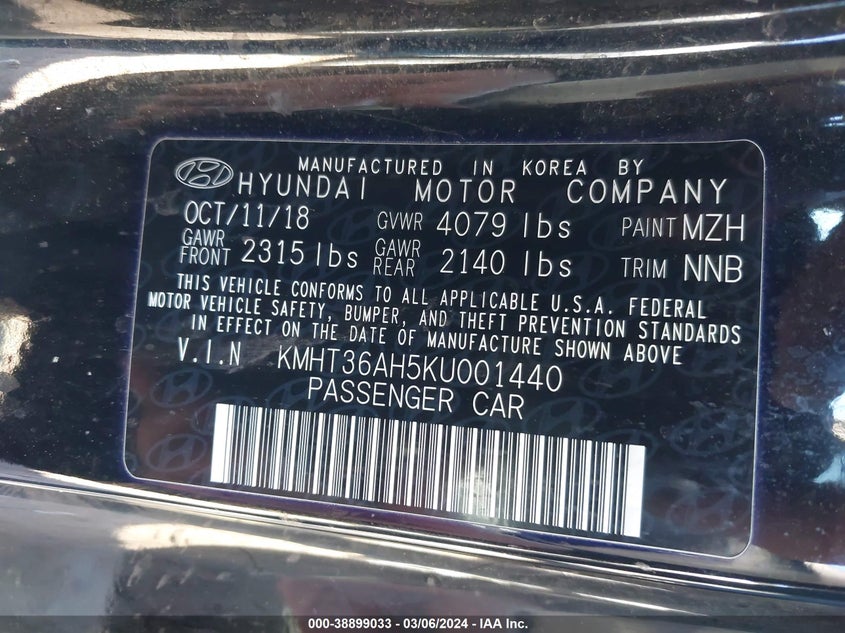 MANUFACTURED IN KOREA BY
HYUNDAI MOTOR COMPANY
OCT/11/18 GVWR 4079 lbs PAINT MZH
GAWR FRONT 2315 lbs GAWR REAR 2140 lbs TRIM NNB
THIS VEHICLE CONFORMS TO ALL APPLICABLE U.S.A. FEDERAL
MOTOR VEHICLE SAFETY, BUMPER, AND THEFT PREVENTION STANDARDS
IN EFFECT ON THE DATE OF MANUFACTURE SHOWN ABOVE
V.I.N KMHT36AH5KU001440
PASSENGER CAR
000-38899033 - 03/06/2024 - IAA Inc.